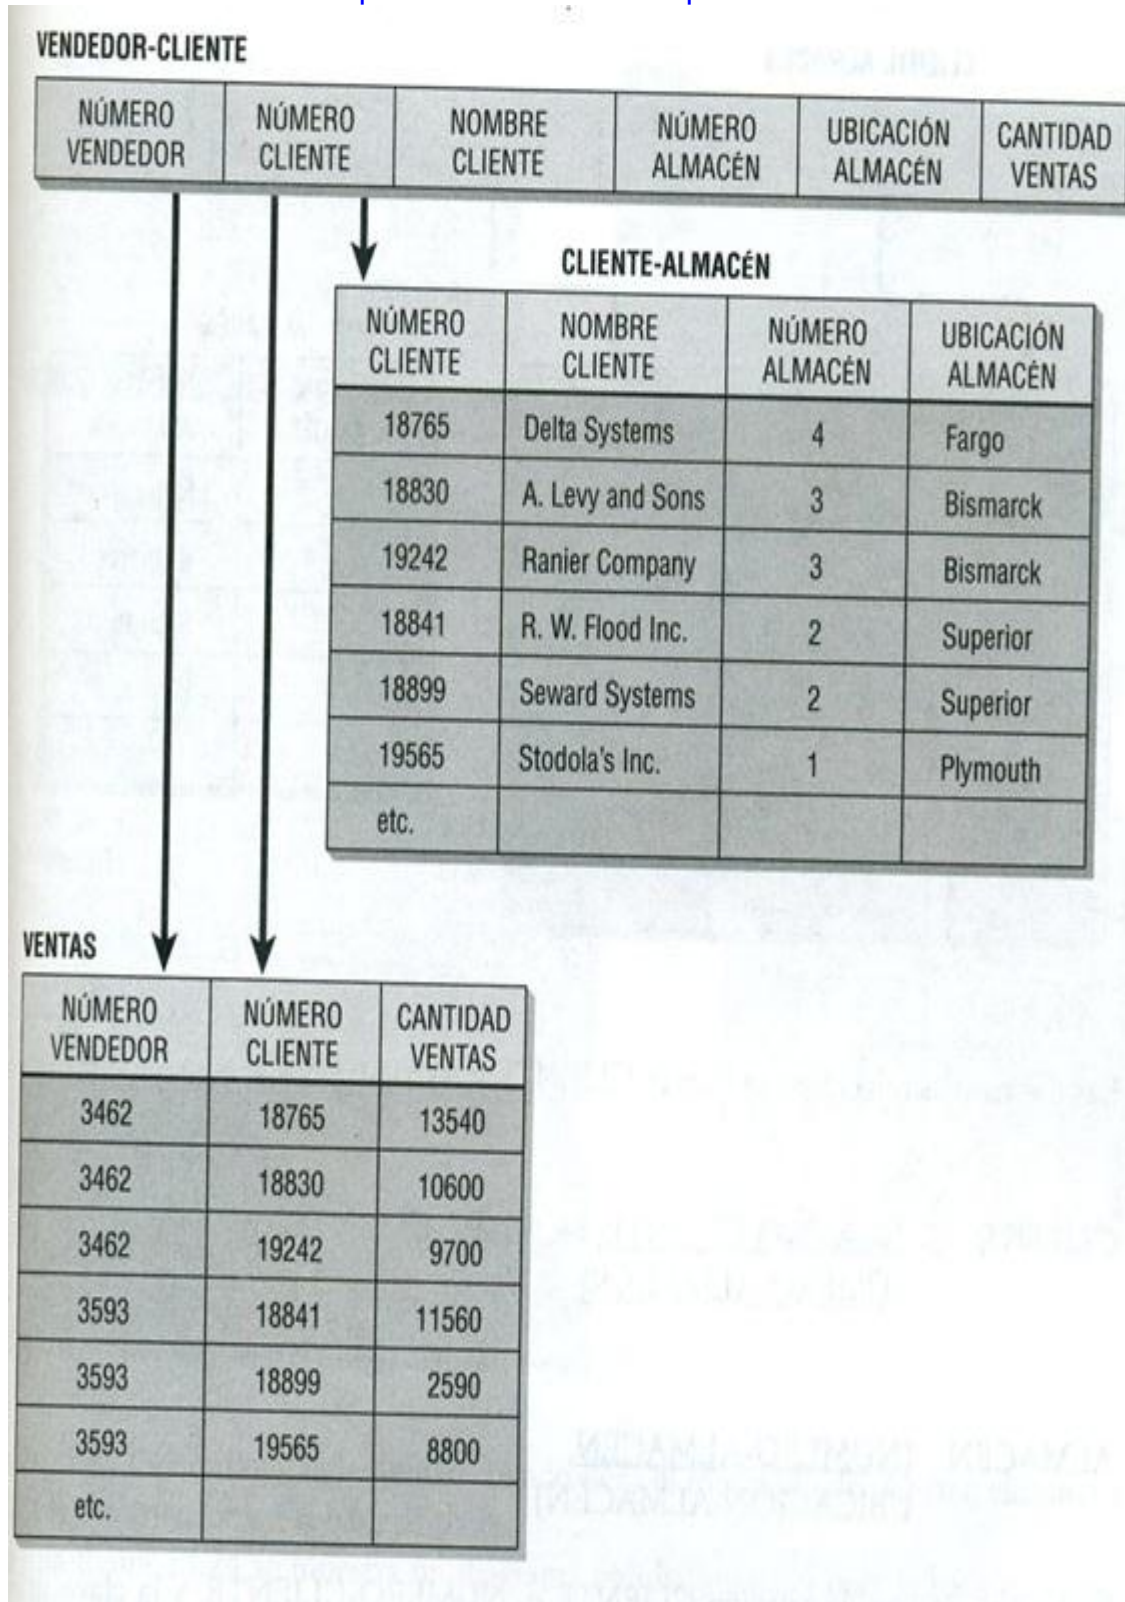 VENDEDOR-CLIENTE
NÚMERO VENDEDOR NÚMERO CLIENTE NOMBRE CLIENTE NÚMERO ALMACÉN UBICACIÓN ALMACÉN CANTIDAD VENTAS
CLIENTE-ALMACÉN
NÚMERO CLIENTE NOMBRE CLIENTE NÚMERO ALMACÉN UBICACIÓN ALMACÉN
18765 Delta Systems 4 Fargo
18830 A. Levy and Sons 3 Bismarck
19242 Ranier Company 3 Bismarck
18841 R. W. Flood Inc. 2 Superior
18899 Seward Systems 2 Superior
19565 Stodola's Inc. 1 Plymouth
etc.
VENTAS
NÚMERO VENDEDOR NÚMERO CLIENTE CANTIDAD VENTAS
3462 18765 13540
3462 18830 10600
3462 19242 9700
3593 18841 11560
3593 18899 2590
3593 19565 8800
etc.